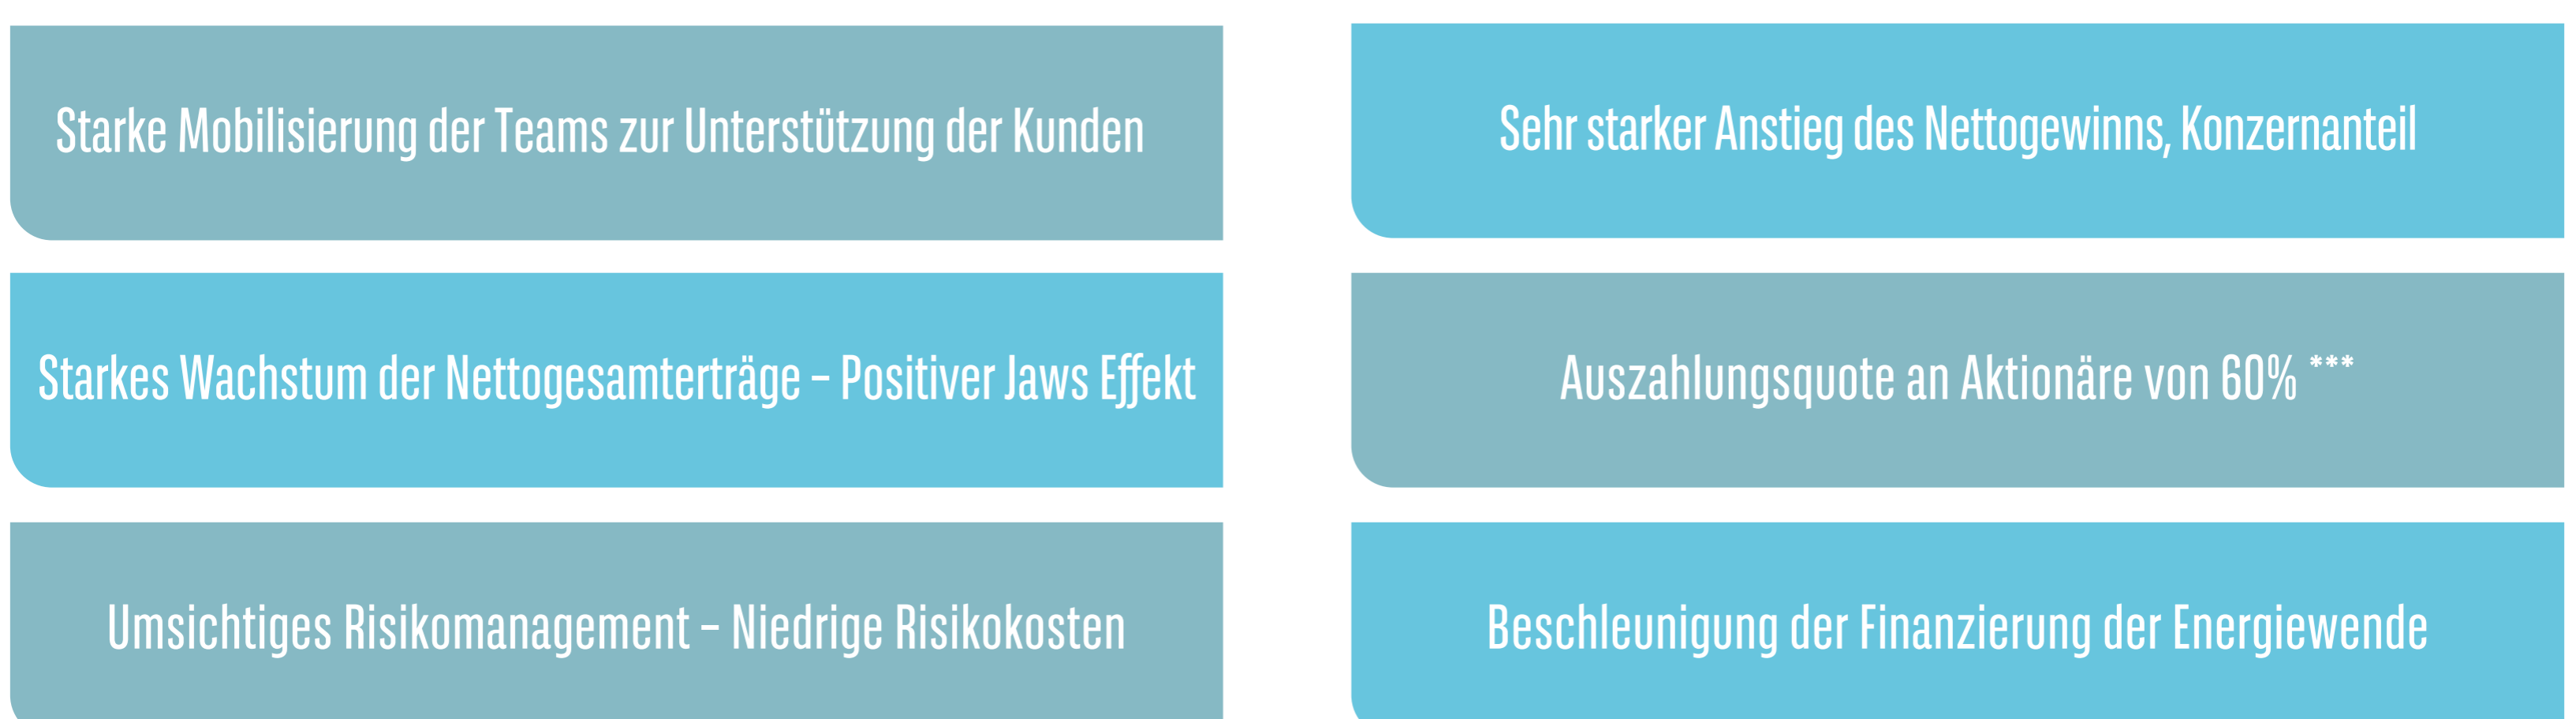 Starke Mobilisierung der Teams zur Unterstützung der Kunden
Starkes Wachstum der Nettogesamterträge – Positiver Jaws Effekt
Umsichtiges Risikomanagement – Niedrige Risikokosten
Sehr starker Anstieg des Nettogewinns, Konzernanteil
Auszahlungsquote an Aktionäre von 60% ***
Beschleunigung der Finanzierung der Energiewende